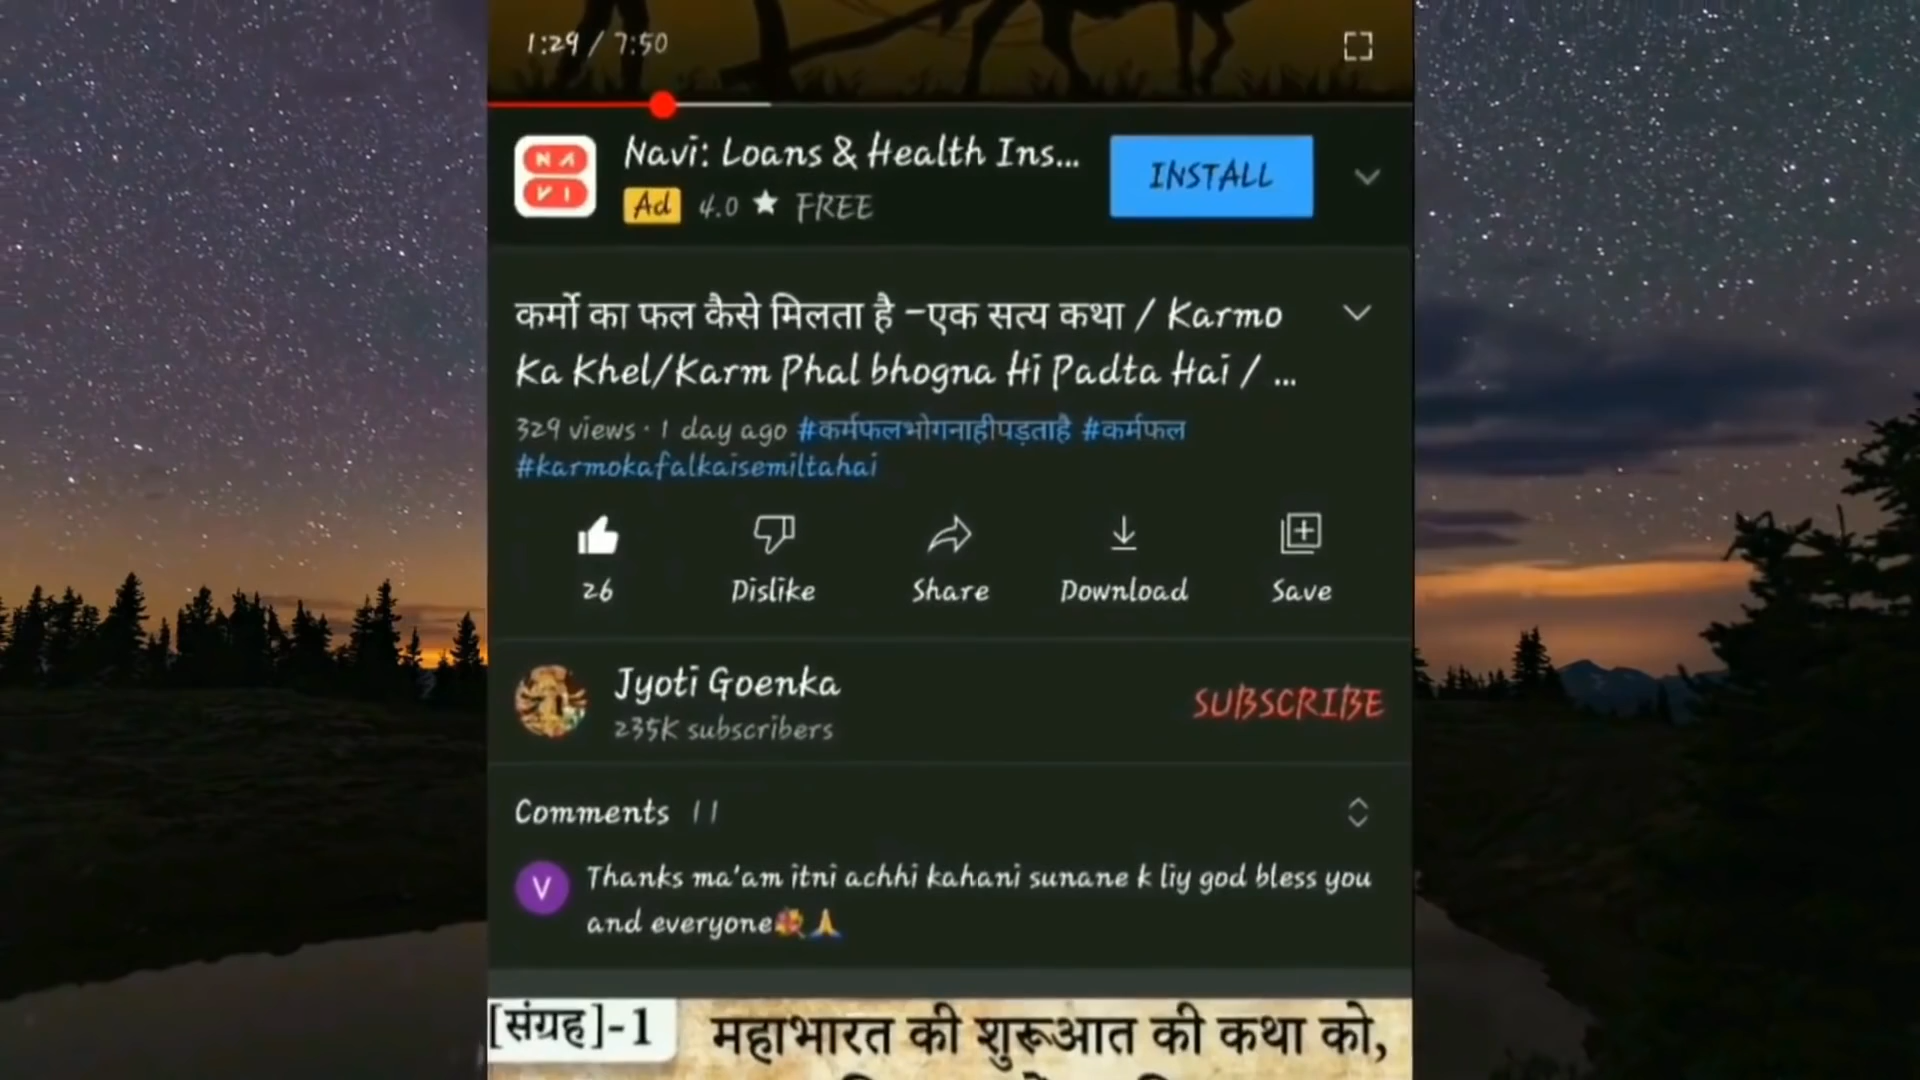 1:29 / 7:50
NAVI
Navi: Loans & Health Ins...
INSTALL
Ad 4.0 ★ FREE
कर्मो का फल कैसे मिलता है -एक सत्य कथा / Karmo
Ka Khel/Karm Phal bhogna Hi Padta Hai / ...
329 views · 1 day ago #कर्मफलभोगनाहीपड़ताहै #कर्मफल
#karmokafalkaisemiltahai
26 Dislike Share Download Save
Jyoti Goenka
SUBSCRIBE
235K subscribers
Comments 11
V
Thanks ma'am itni achhi kahani sunane k liy god bless you
and everyone💐🙏
[संग्रह]-1 महाभारत की शुरूआत की कथा को,